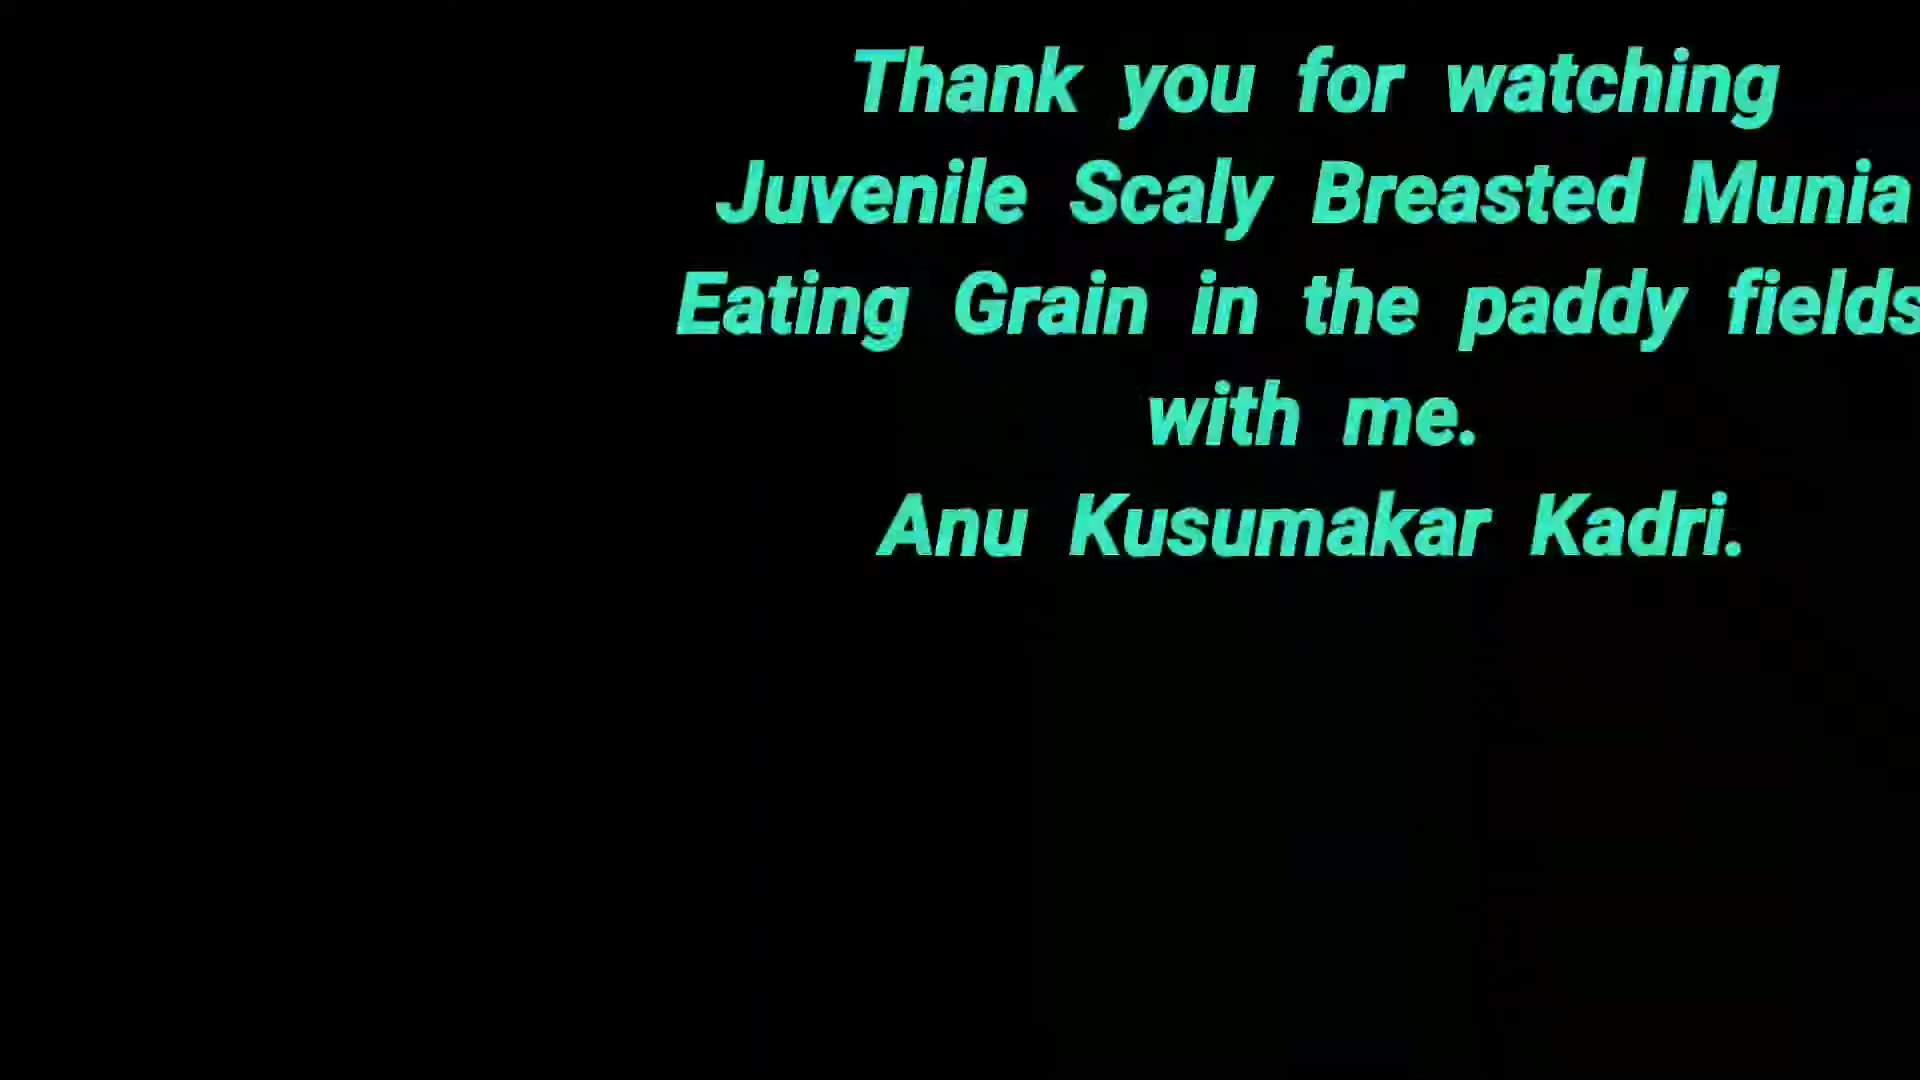 Thank you for watching
Juvenile Scaly Breasted Munia
Eating Grain in the paddy fields
with me.
Anu Kusumakar Kadri.